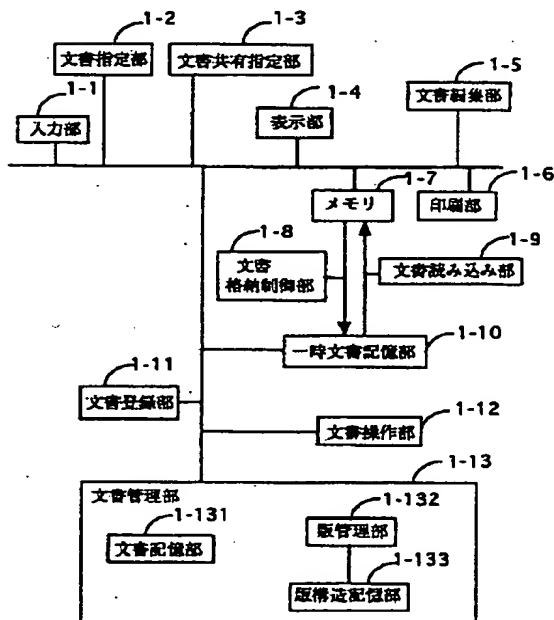 1-2
1-3
文書指定部
文書共有指定部
1-1
1-4
1-5
入力部
表示部
文書編集部
1-7
1-6
メモリ
印刷部
1-8
1-9
文書
格納制御部
文書読み込み部
1-10
一時文書記憶部
1-11
文書登録部
1-12
文書操作部
1-13
文書管理部
1-132
1-131
版管理部
文書記憶部
1-133
版構造記憶部